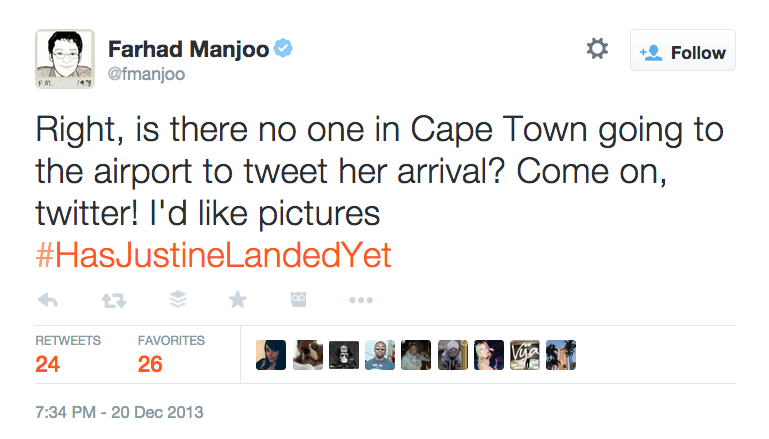 Farhad Manjoo
@fmanjoo
Follow
F.M. 1978
Right, is there no one in Cape Town going to
the airport to tweet her arrival? Come on,
twitter! I'd like pictures
#HasJustineLandedYet
RETWEETS
24
FAVORITES
26
7:34 PM - 20 Dec 2013